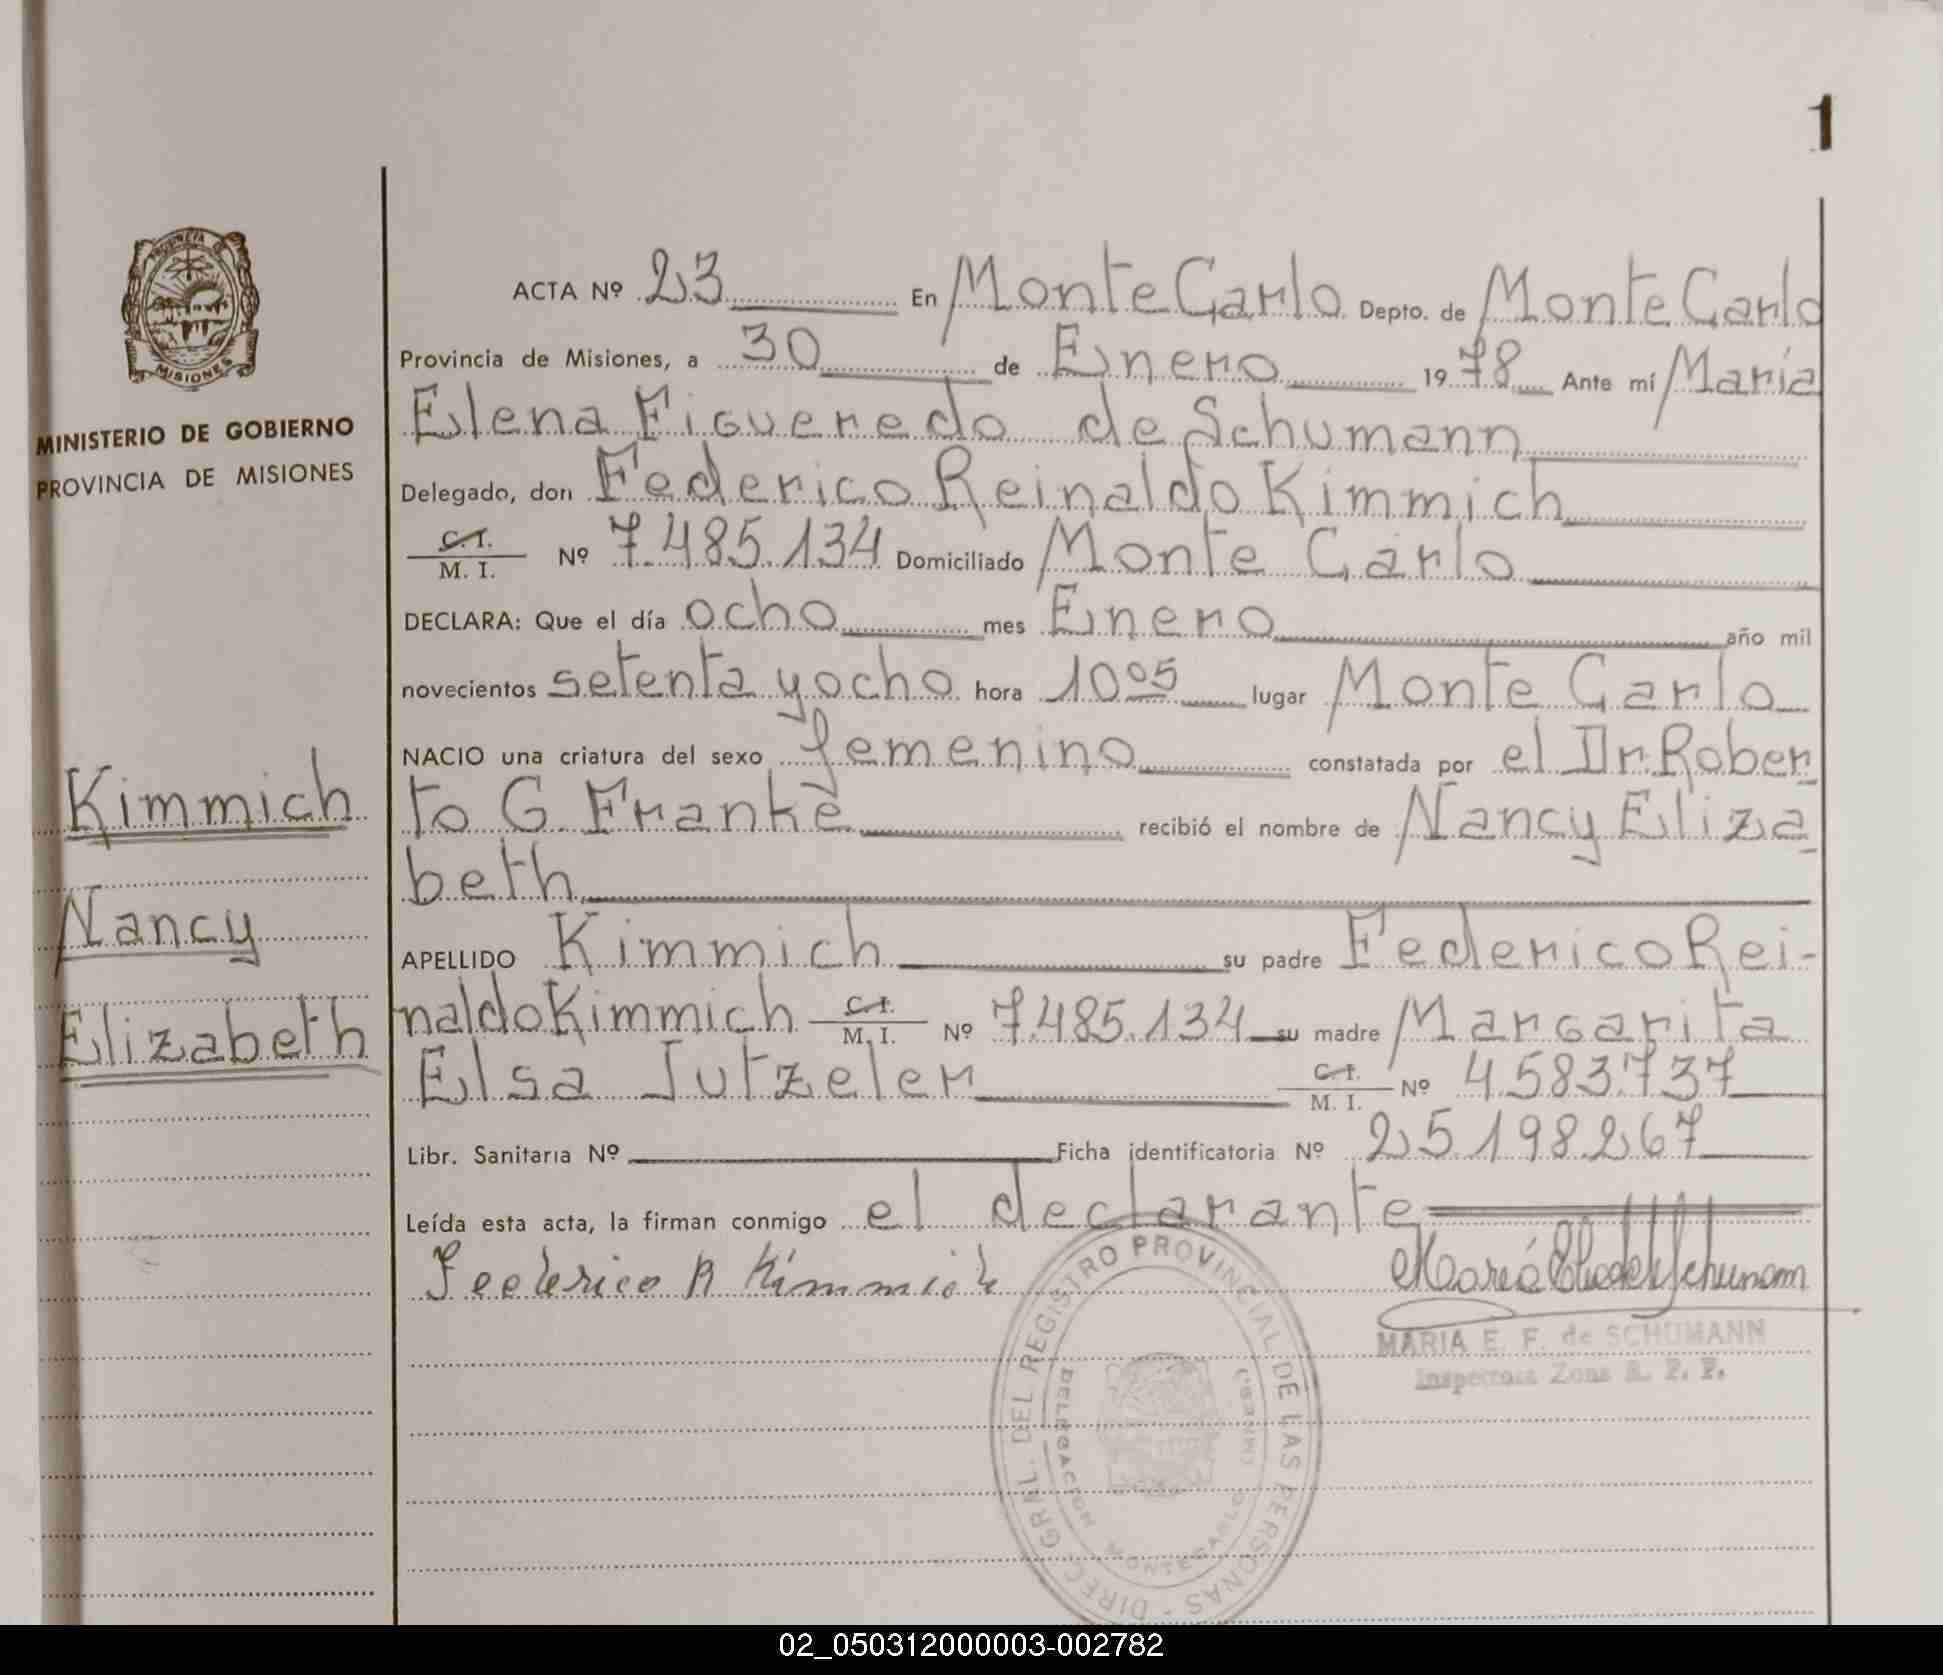 1
PROVINCIA DE
MISIONES
MINISTERIO DE GOBIERNO
PROVINCIA DE MISIONES
Kimmich
Nancy
Elizabeth
ACTA Nº 23 En Monte Carlo Depto. de Monte Carlo
Provincia de Misiones, a 30 de Enero 1978 Ante mí María
Elena Figueredo de Schumann
Delegado, don Federico Reinaldo Kimmich
C.I.
M. I. Nº 7.485.134 Domiciliado Monte Carlo
DECLARA: Que el día ocho mes Enero año mil
novecientos setenta y ocho hora 10 05 lugar Monte Carlo
NACIO una criatura del sexo femenino constatada por el Dr. Rober
to G. Franke recibió el nombre de Nancy Eliza
beth
APELLIDO Kimmich su padre Federico Rei-
naldo Kimmich C.I. M. I. Nº 7.485.134 su madre Margarita
Elsa Jutzeler C.I. M. I. Nº 4.583.737
Libr. Sanitaria Nº Ficha identificatoria Nº 25.198.267
Leída esta acta, la firman conmigo el declarante
Federico R Kimmich
MARIA E. F. de SCHUMANN
Inspectora Zona R. P. P.
DIREC. GRAL. DEL REGISTRO PROVINCIAL DE LAS PERSONAS
DELEGACION MONTECARLO (MISIONES)
02_050312000003-002782